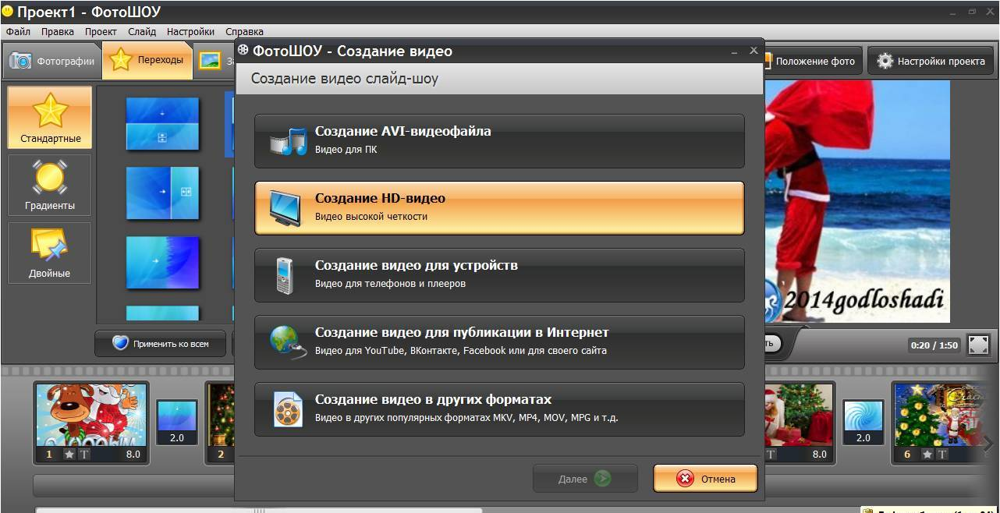 Проект1 - ФотоШОУ
Файл Правка Проект Слайд Настройки Справка
Фотографии
Переходы
Положение фото
Настройки проекта
ФотоШОУ - Создание видео
Создание видео слайд-шоу
Стандартные
Градиенты
Двойные
Создание AVI-видеофайла
Видео для ПК
Создание HD-видео
Видео высокой четкости
Создание видео для устройств
Видео для телефонов и плееров
Создание видео для публикации в Интернет
Видео для YouTube, ВКонтакте, Facebook или для своего сайта
Создание видео в других форматах
Видео в других популярных форматах MKV, MP4, MOV, MPG и т.д.
Далее
Отмена
2014godloshadi
Применить ко всем
0:20 / 1:50
1 T 8.0
2.0
2
T 8.0
2.0
6 T